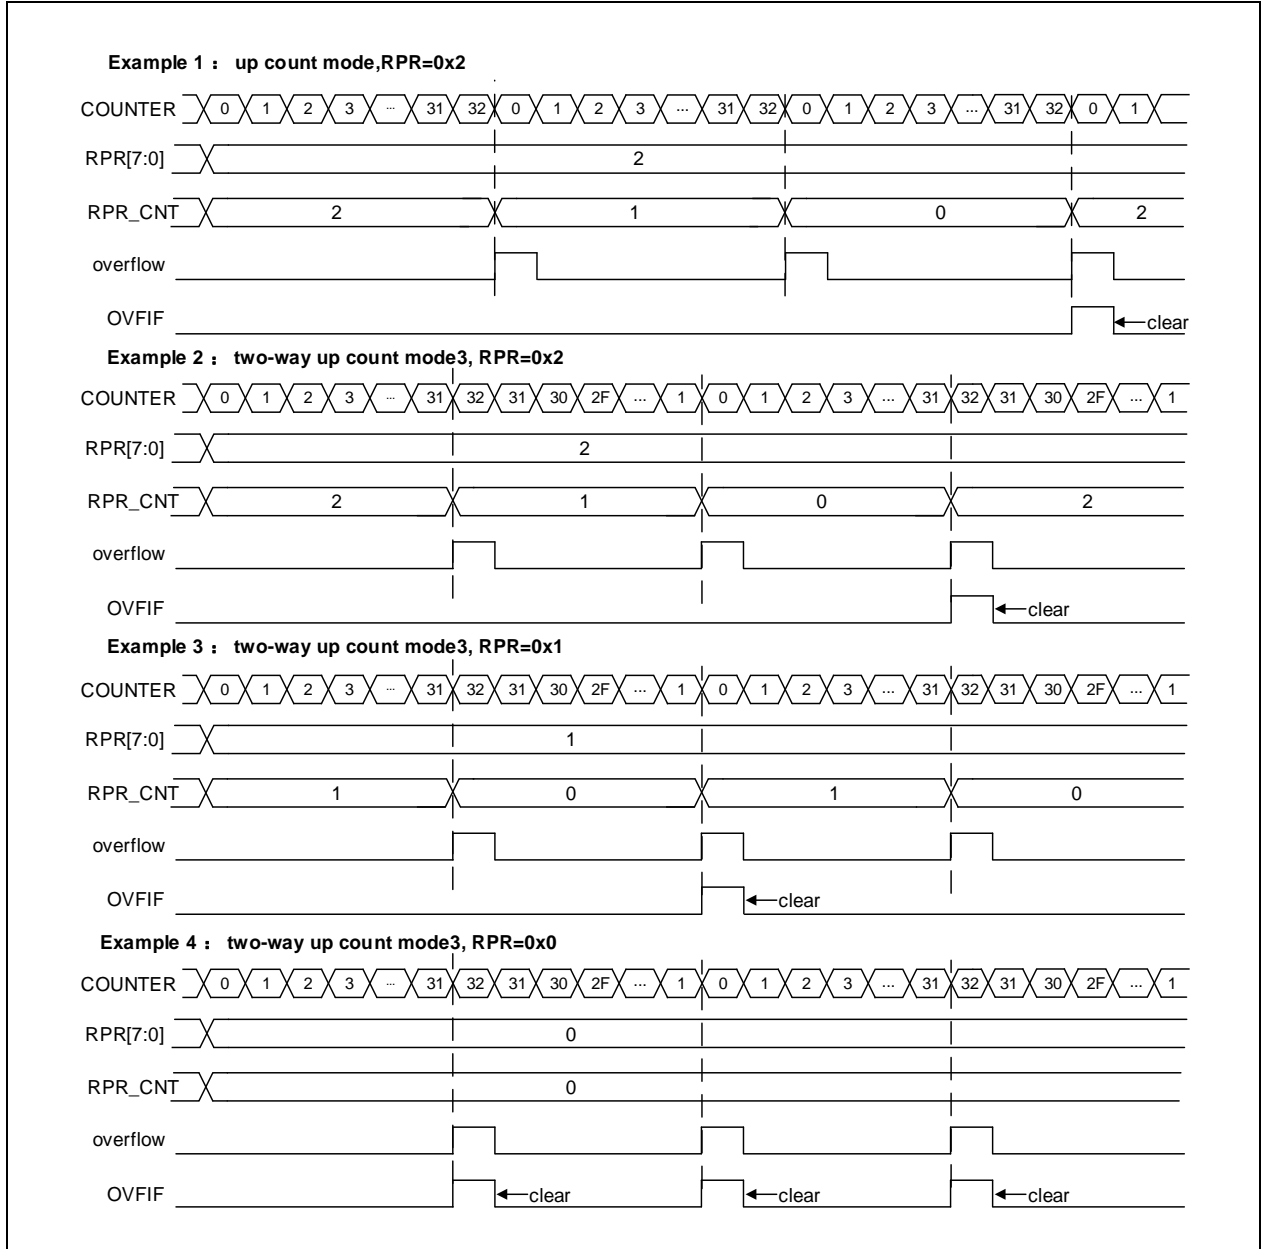 Example 1： up count mode,RPR=0x2
COUNTER 0 1 2 3 ... 31 32 0 1 2 3 ... 31 32 0 1 2 3 ... 31 32 0 1
RPR[7:0] 2
RPR_CNT 2 1 0 2
overflow
OVFIF clear
Example 2： two-way up count mode3, RPR=0x2
COUNTER 0 1 2 3 ... 31 32 31 30 2F ... 1 0 1 2 3 ... 31 32 31 30 2F ... 1
RPR[7:0] 2
RPR_CNT 2 1 0 2
overflow
OVFIF clear
Example 3： two-way up count mode3, RPR=0x1
COUNTER 0 1 2 3 ... 31 32 31 30 2F ... 1 0 1 2 3 ... 31 32 31 30 2F ... 1
RPR[7:0] 1
RPR_CNT 1 0 1 0
overflow
OVFIF clear
Example 4： two-way up count mode3, RPR=0x0
COUNTER 0 1 2 3 ... 31 32 31 30 2F ... 1 0 1 2 3 ... 31 32 31 30 2F ... 1
RPR[7:0] 0
RPR_CNT 0
overflow
OVFIF clear clear clear